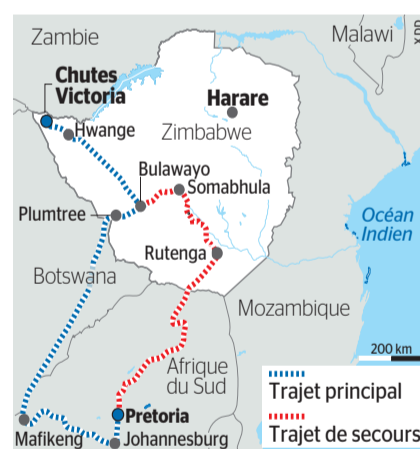 Zambie
Malawi
Chutes
Victoria
Harare
Hwange
Zimbabwe
Bulawayo
Somabhula
Plumtree
Océan
Indien
Rutenga
Botswana
Mozambique
200 km
Afrique
du Sud
Trajet principal
Pretoria
Mafikeng
Johannesburg
Trajet de secours